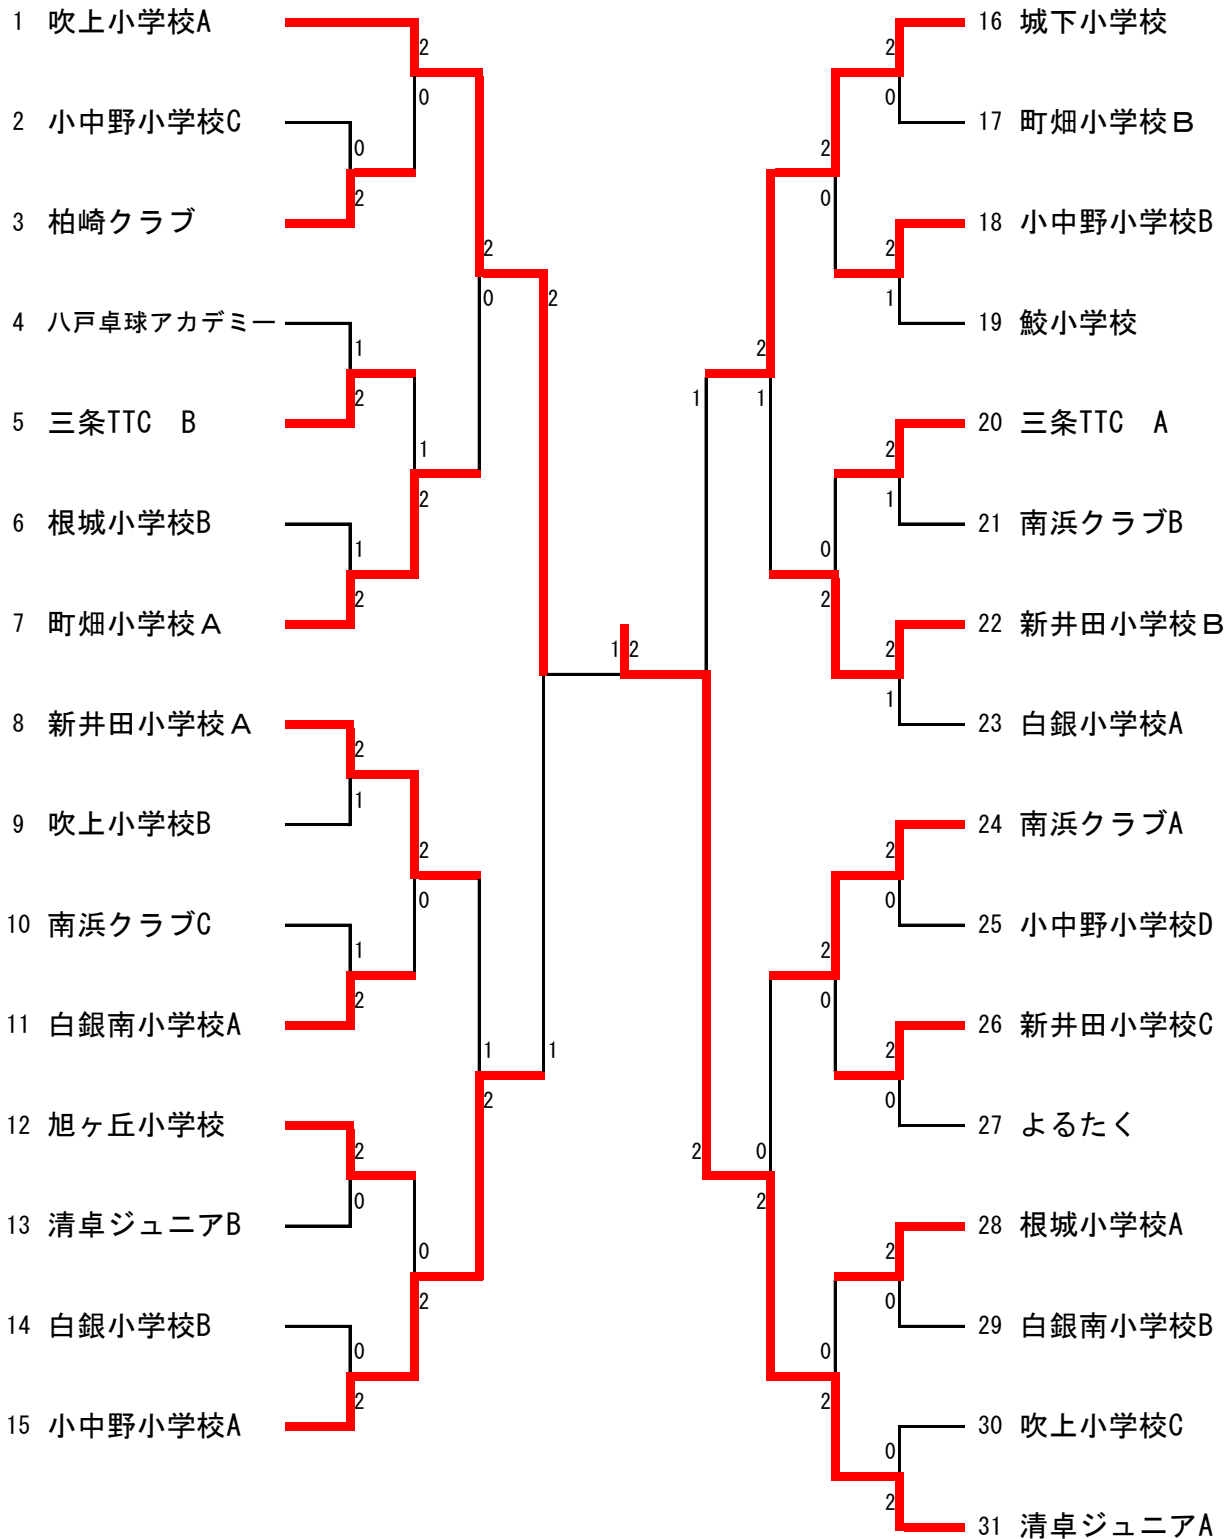 1 吹上小学校A
2 小中野小学校C
3 柏崎クラブ
4 八戸卓球アカデミー
5 三条TTC　B
6 根城小学校B
7 町畑小学校Ａ
8 新井田小学校Ａ
9 吹上小学校B
10 南浜クラブC
11 白銀南小学校A
12 旭ヶ丘小学校
13 清卓ジュニアB
14 白銀小学校B
15 小中野小学校A
2
0
0
2
2
0
1
2
1
2
1
2
2
1
2
0
1
2
1
2
2
0
0
2
0
2
2
1
1 2
1
2
2
1
0
2
2
0
0
2
2
0
0
2
2
0
2
1
2
1
2
1
2
0
2
0
2
0
0
2
16 城下小学校
17 町畑小学校Ｂ
18 小中野小学校B
19 鮫小学校
20 三条TTC　A
21 南浜クラブB
22 新井田小学校Ｂ
23 白銀小学校A
24 南浜クラブA
25 小中野小学校D
26 新井田小学校C
27 よるたく
28 根城小学校A
29 白銀南小学校B
30 吹上小学校C
31 清卓ジュニアA